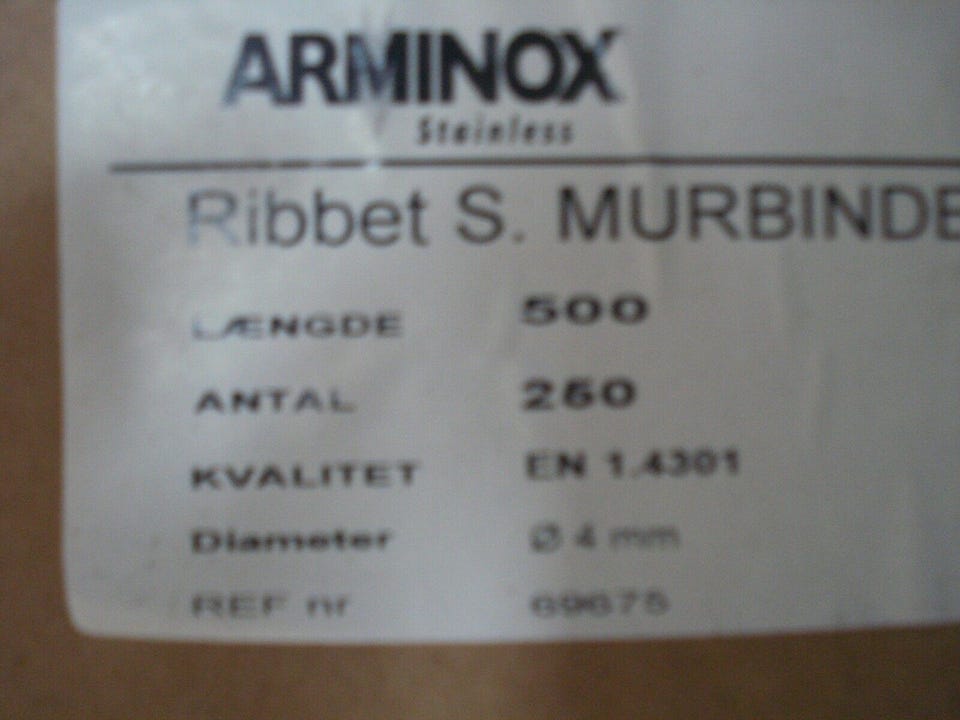 ARMINOX
Stainless
Ribbet S. MURBINDE
LÆNGDE 500
ANTAL 250
KVALITET EN 1.4301
Diameter Ø 4 mm
REF nr 69675